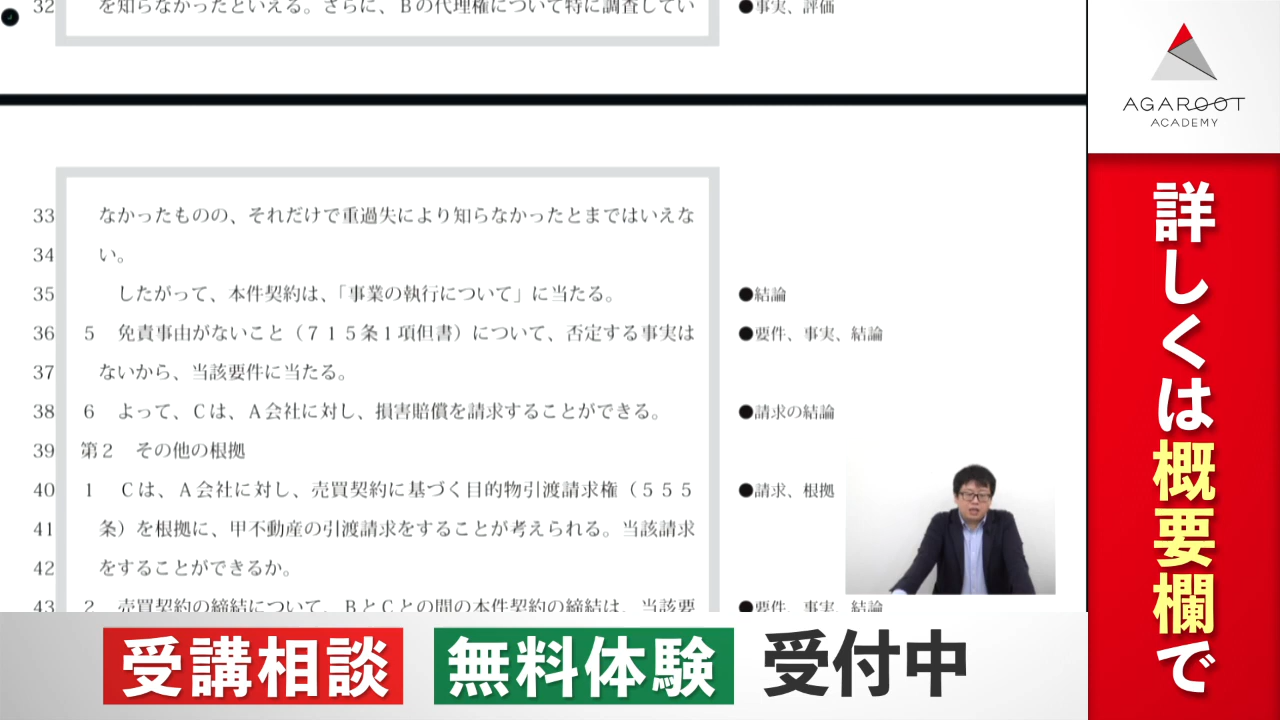 32 を知らなかったといえる。さらに、Bの代理権について特に調査してい ●事実、評価
33 なかったものの、それだけで重過失により知らなかったとまではいえな
34 い。
35 したがって、本件契約は、「事業の執行について」に当たる。 ●結論
36 5 免責事由がないこと（715条1項但書）について、否定する事実は ●要件、事実、結論
37 ないから、当該要件に当たる。
38 6 よって、Cは、A会社に対し、損害賠償を請求することができる。 ●請求の結論
39 第2 その他の根拠
40 1 Cは、A会社に対し、売買契約に基づく目的物引渡請求権（555 ●請求、根拠
41 条）を根拠に、甲不動産の引渡請求をすることが考えられる。当該請求
42 をすることができるか。
43 2 売買契約の締結について、BとCとの間の本件契約の締結は、当該要 ●要件、事実、結論
AGAROOT
ACADEMY
詳しくは概要欄で
受講相談 無料体験 受付中